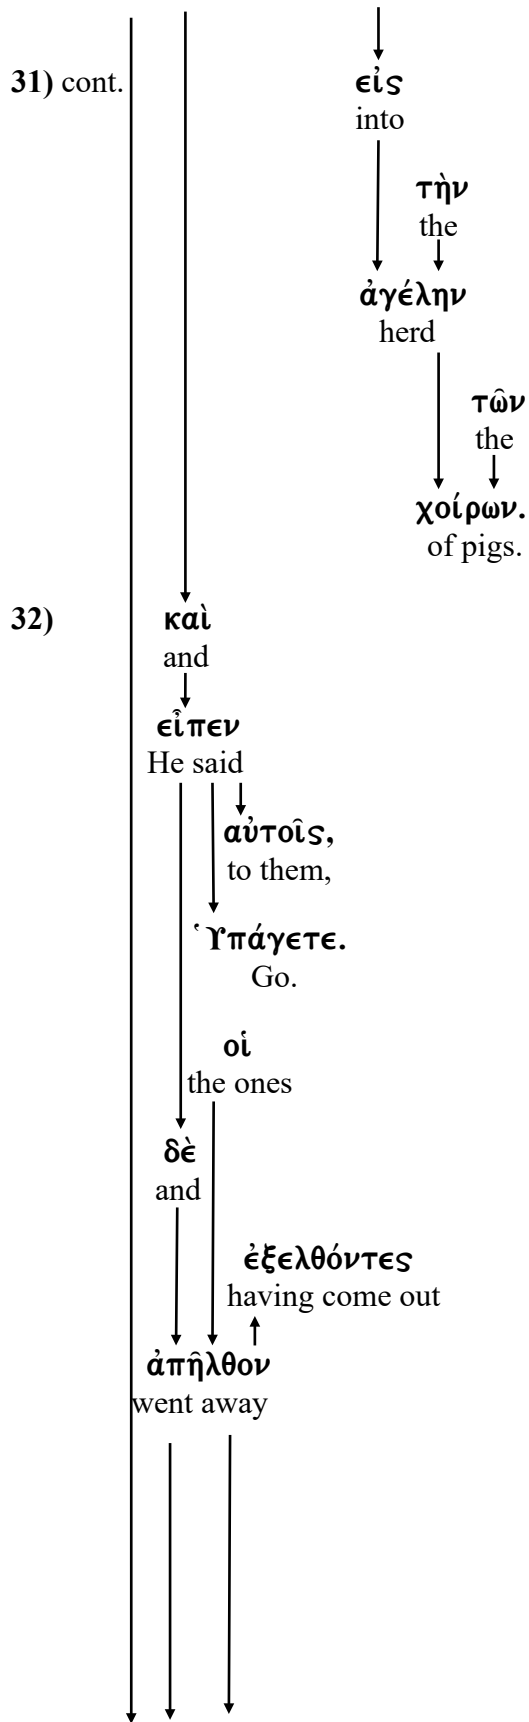 31) cont.
εἰς
into
τὴν
the
ἀγέλην
herd
τῶν
the
χοίρων.
of pigs.
32)
καὶ
and
εἶπεν
He said
αὐτοῖς,
to them,
Ὑπάγετε.
Go.
οἱ
the ones
δὲ
and
ἐξελθόντες
having come out
ἀπῆλθον
went away